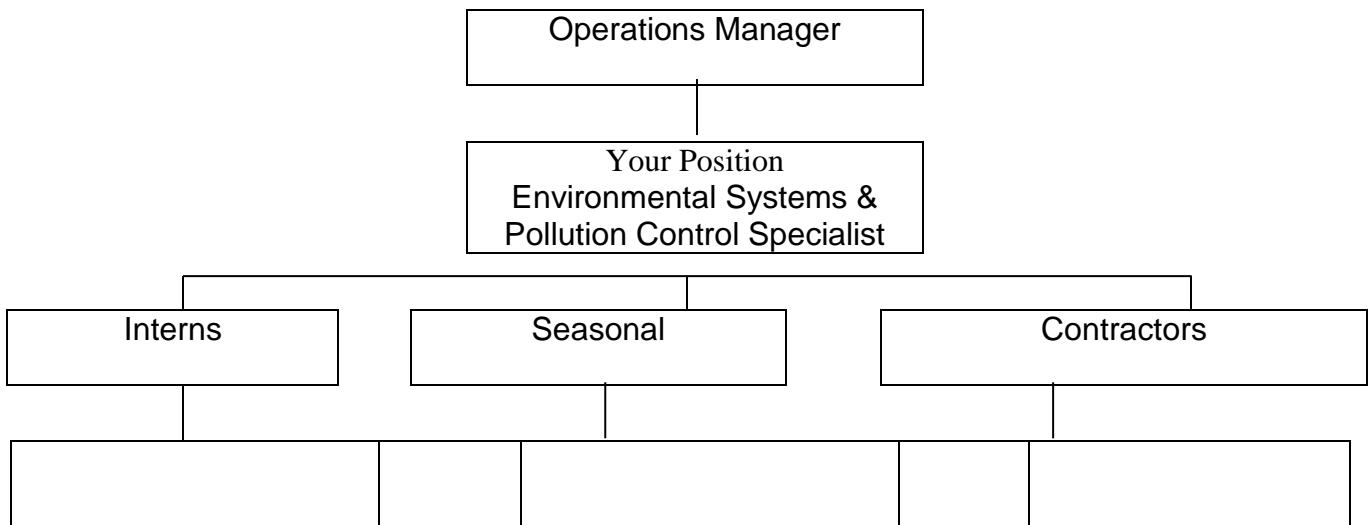 Operations Manager
Your Position
Environmental Systems &
Pollution Control Specialist
Interns
Seasonal
Contractors